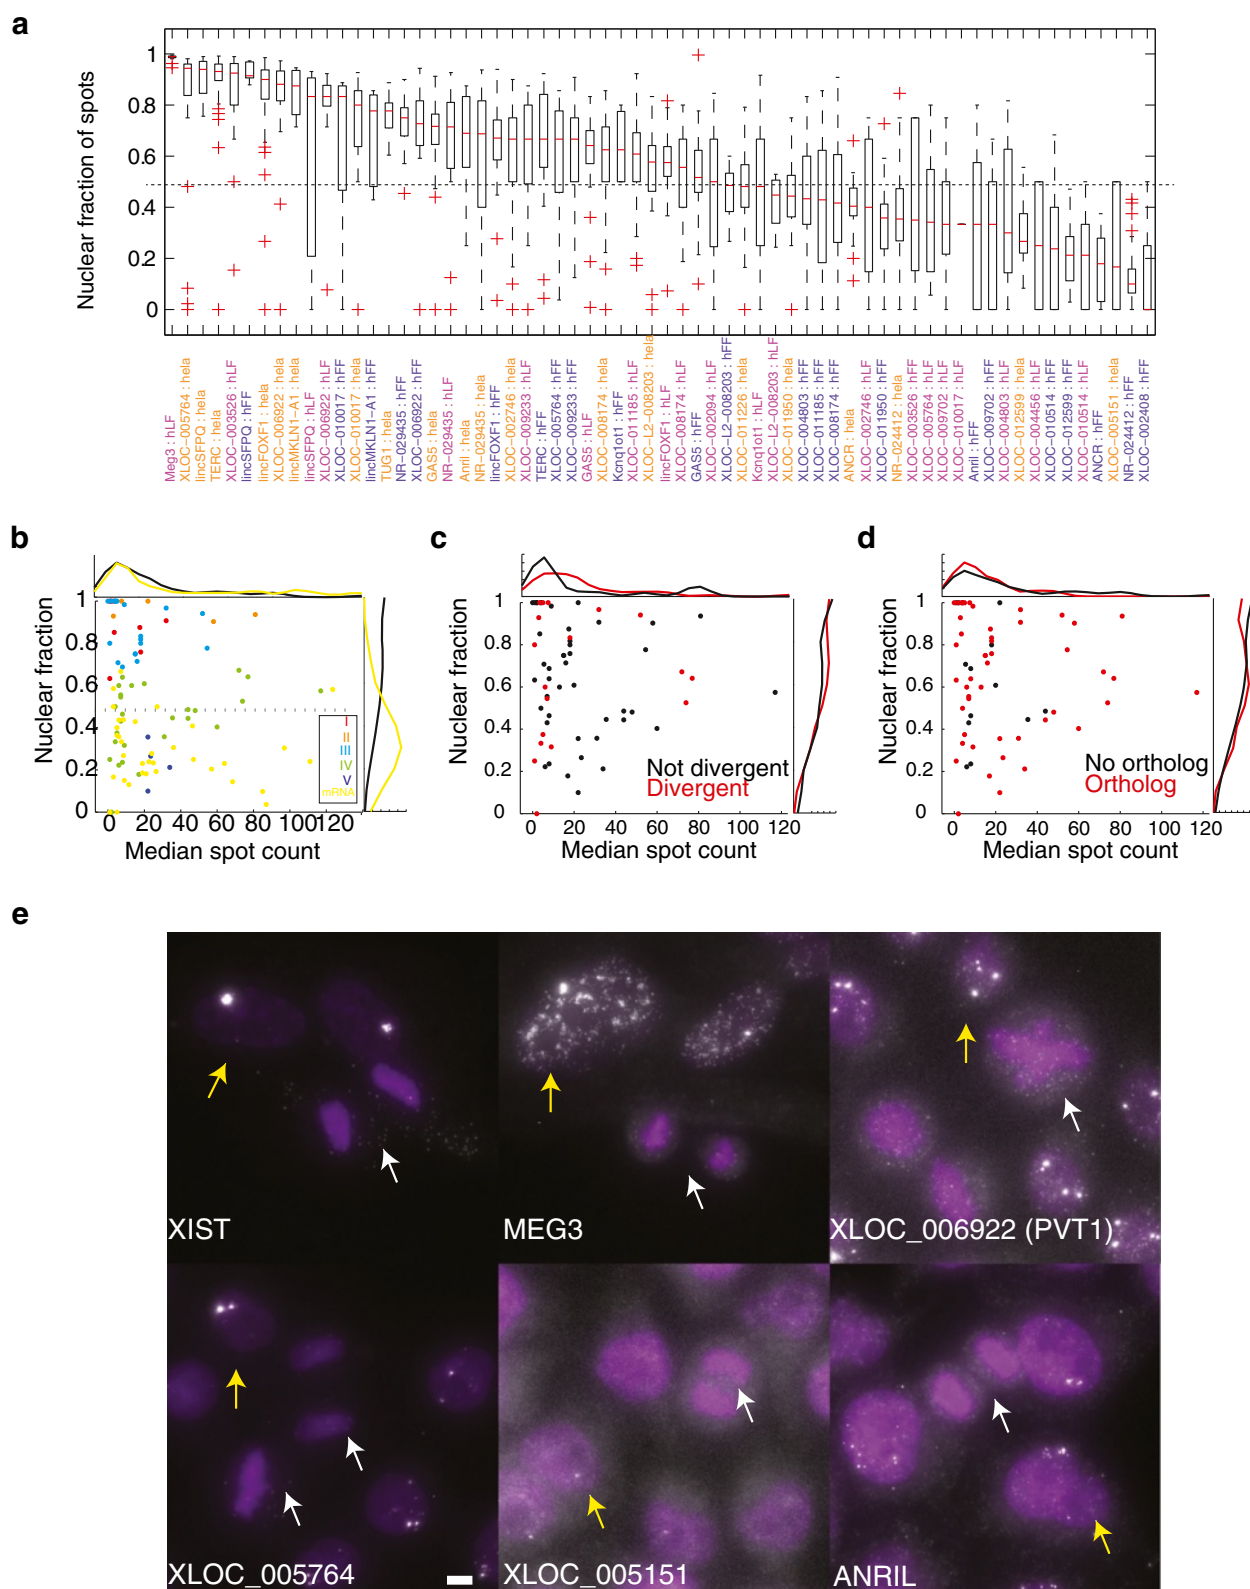 a
Nuclear fraction of spots
1
0.8
0.6
0.4
0.2
0
Meg3 : hLF
XLOC-005764 : hela
lincSFPQ : hela
TERC : hela
XLOC-003526 : hLF
lincSFPQ : hFF
lincFOXF1 : hela
XLOC-006922 : hela
lincMKLN1-A1 : hela
lincSFPQ : hLF
XLOC-006922 : hLF
XLOC-010017 : hFF
XLOC-010017 : hela
lincMKLN1-A1 : hFF
TUG1 : hela
NR-029435 : hFF
XLOC-006922 : hFF
GAS5 : hela
NR-029435 : hLF
Anril : hela
NR-029435 : hela
lincFOXF1 : hFF
XLOC-002746 : hela
XLOC-009233 : hLF
TERC : hFF
XLOC-005764 : hFF
XLOC-009233 : hFF
GAS5 : hLF
XLOC-008174 : hela
Kcnq1ot1 : hFF
XLOC-011185 : hLF
XLOC-L2-008203 : hela
lincFOXF1 : hLF
XLOC-008174 : hLF
GAS5 : hFF
XLOC-002094 : hLF
XLOC-L2-008203 : hFF
XLOC-011226 : hela
Kcnq1ot1 : hLF
XLOC-L2-008203 : hLF
XLOC-011950 : hela
XLOC-004803 : hFF
XLOC-011185 : hFF
XLOC-008174 : hFF
ANCR : hela
XLOC-002746 : hLF
XLOC-011950 : hFF
NR-024412 : hela
XLOC-003526 : hFF
XLOC-005764 : hLF
XLOC-009702 : hLF
XLOC-010017 : hLF
Anril : hFF
XLOC-009702 : hFF
XLOC-004803 : hLF
XLOC-012599 : hela
XLOC-004456 : hLF
XLOC-010514 : hFF
XLOC-012599 : hFF
XLOC-010514 : hLF
ANCR : hFF
XLOC-005151 : hela
NR-024412 : hFF
XLOC-002408 : hFF
b
Nuclear fraction
1
0.8
0.6
0.4
0.2
0
I
II
III
IV
V
mRNA
0 20 40 60 80 100 120
Median spot count
c
Nuclear fraction
1
0.8
0.6
0.4
0.2
0
Not divergent
Divergent
0 20 40 60 80 100 120
Median spot count
d
Nuclear fraction
1
0.8
0.6
0.4
0.2
0
No ortholog
Ortholog
0 20 40 60 80 100 120
Median spot count
e
XIST
MEG3
XLOC_006922 (PVT1)
XLOC_005764
XLOC_005151
ANRIL